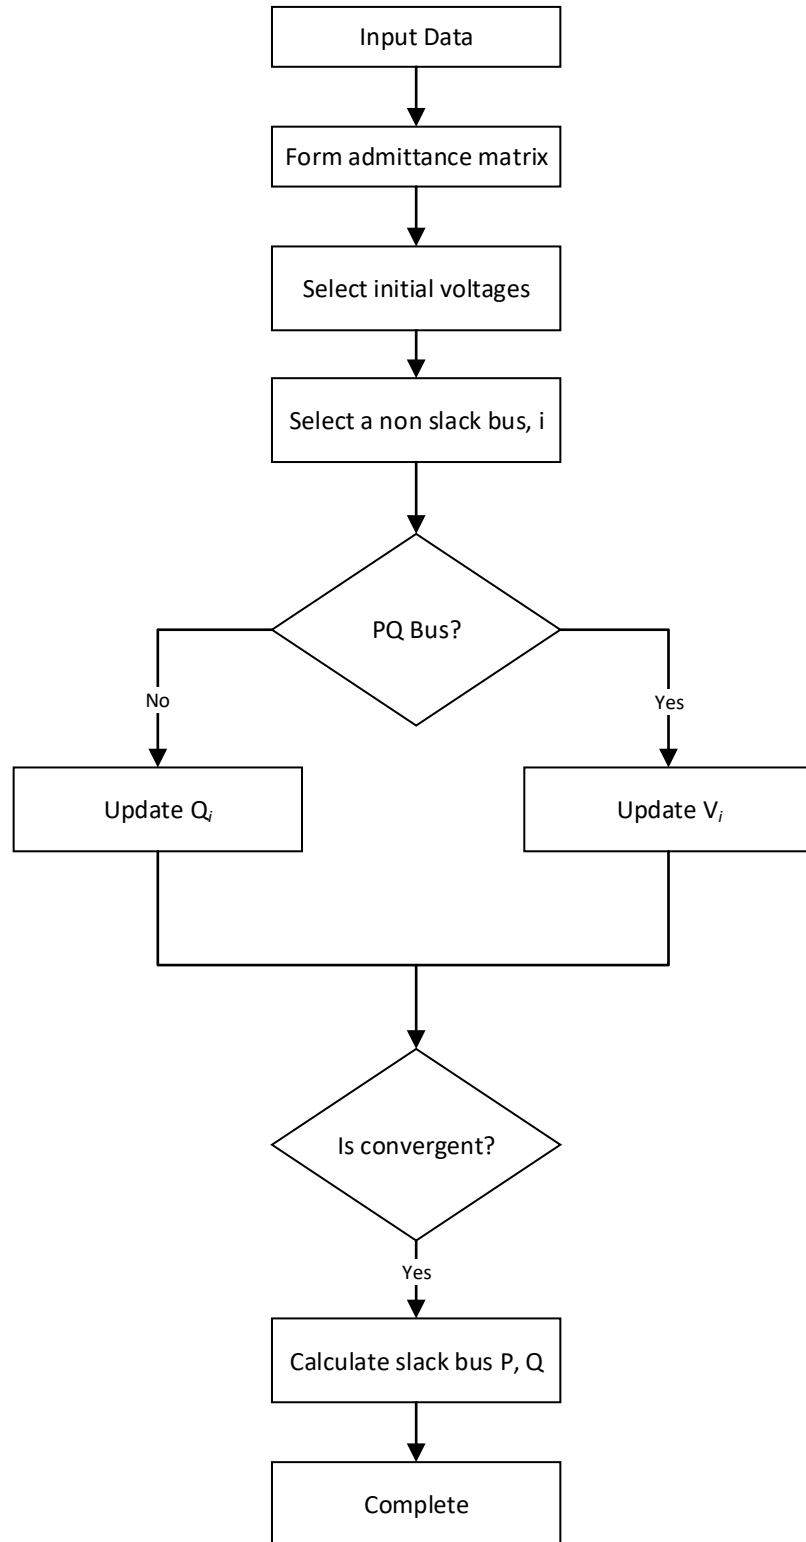 Input Data
Form admittance matrix
Select initial voltages
Select a non slack bus, i
PQ Bus?
No
Yes
Update Qi
Update Vi
Is convergent?
Yes
Calculate slack bus P, Q
Complete